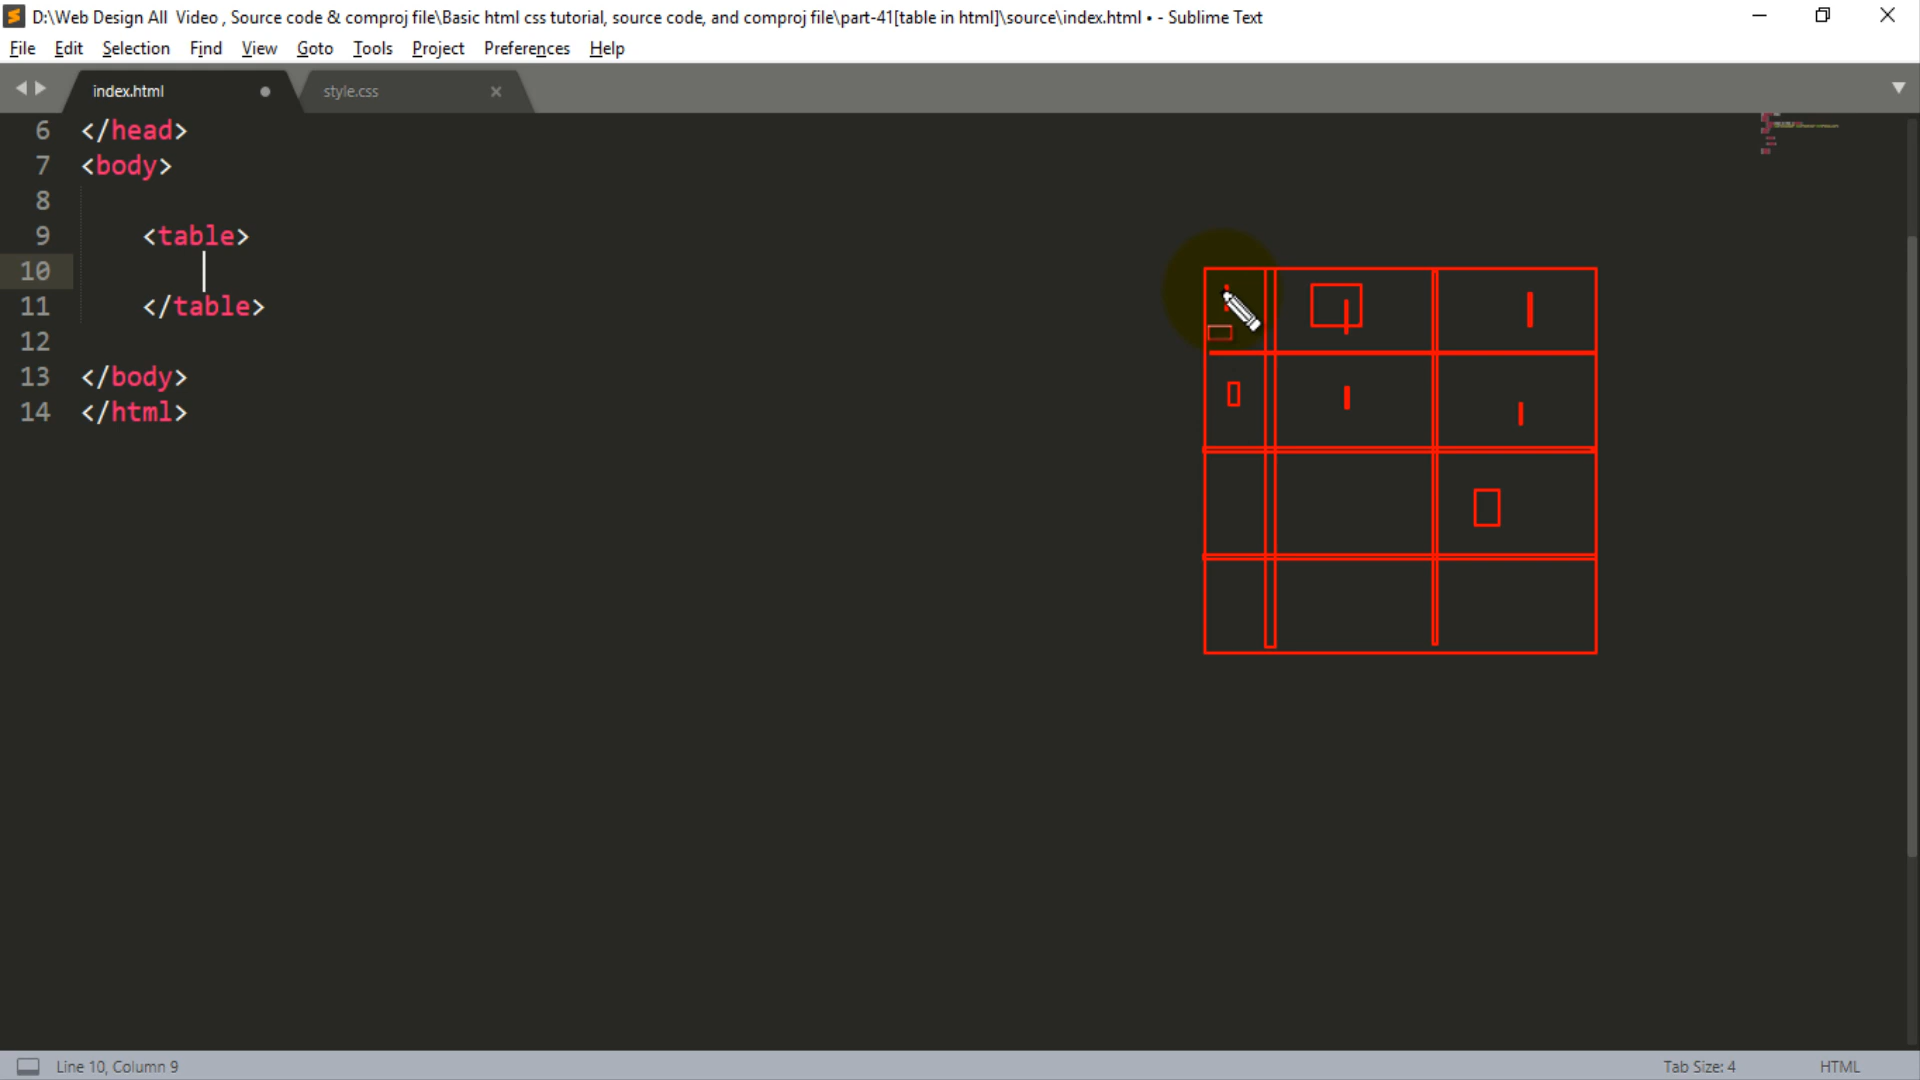 D:\Web Design All  Video , Source code & comproj file\Basic html css tutorial, source code, and comproj file\part-41[table in html]\source\index.html • - Sublime Text
File Edit Selection Find View Goto Tools Project Preferences Help
index.html style.css
6 </head>
7 <body>
8
9 <table>
10
11 </table>
12
13 </body>
14 </html>
Line 10, Column 9 Tab Size: 4 HTML